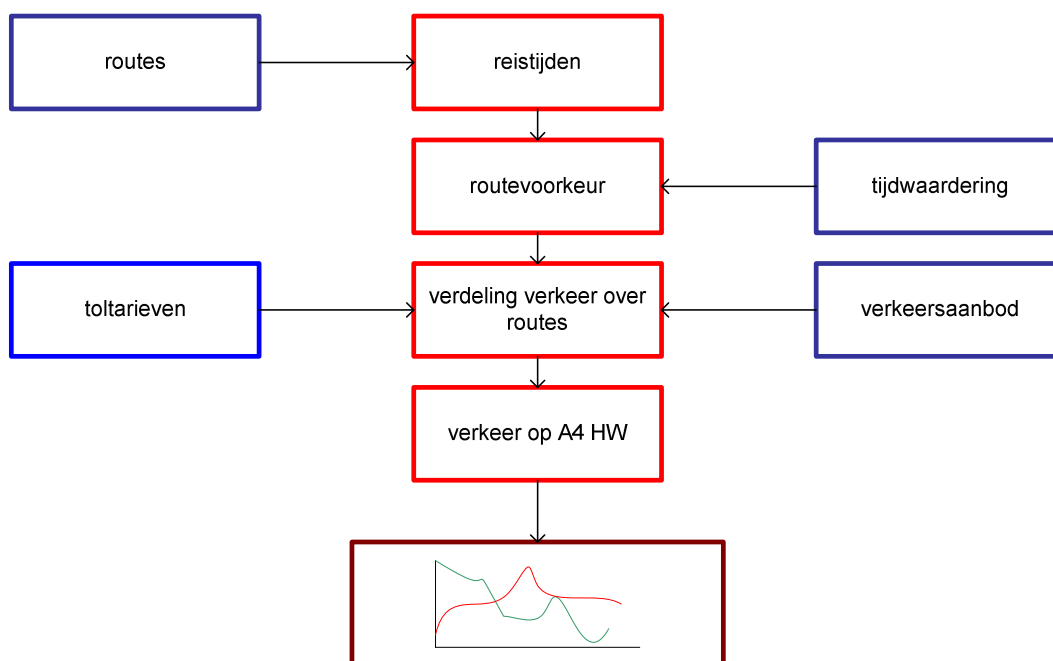 routes
reistijden
routevoorkeur
tijdwaardering
toltarieven
verdeling verkeer over
routes
verkeersaanbod
verkeer op A4 HW